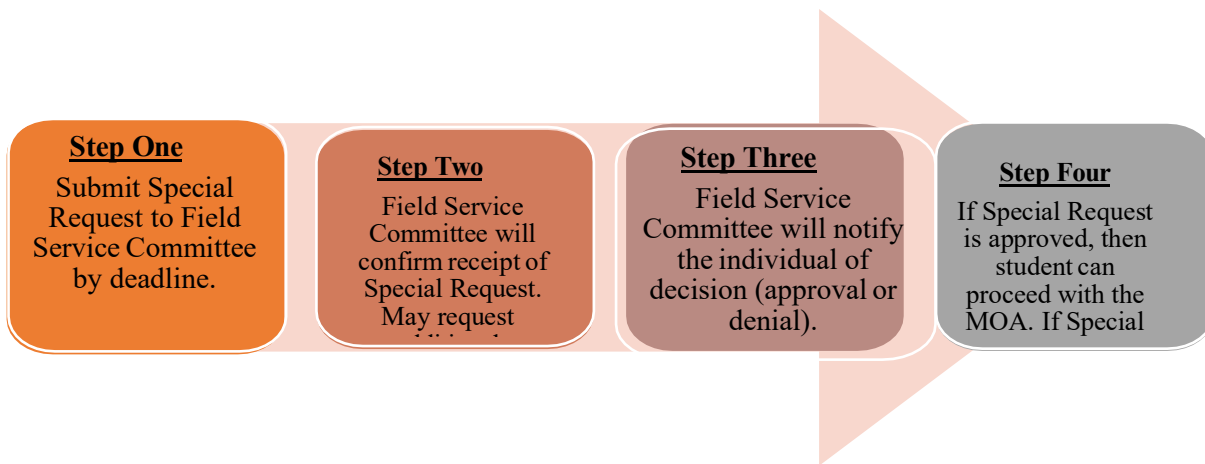 Step One
Submit Special
Request to Field
Service Committee
by deadline.
Step Two
Field Service
Committee will
confirm receipt of
Special Request.
May request
Step Three
Field Service
Committee will notify
the individual of
decision (approval or
denial).
Step Four
If Special Request
is approved, then
student can
proceed with the
MOA. If Special